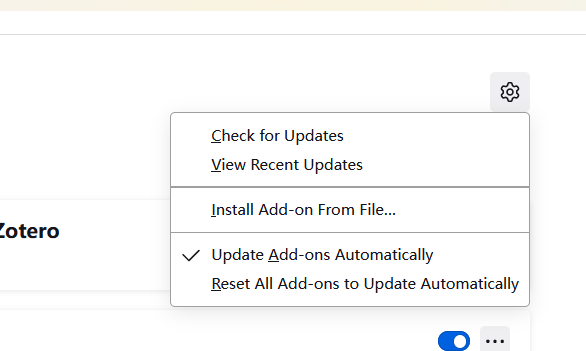 Check for Updates
View Recent Updates
Install Add-on From File...
Zotero
Update Add-ons Automatically
Reset All Add-ons to Update Automatically